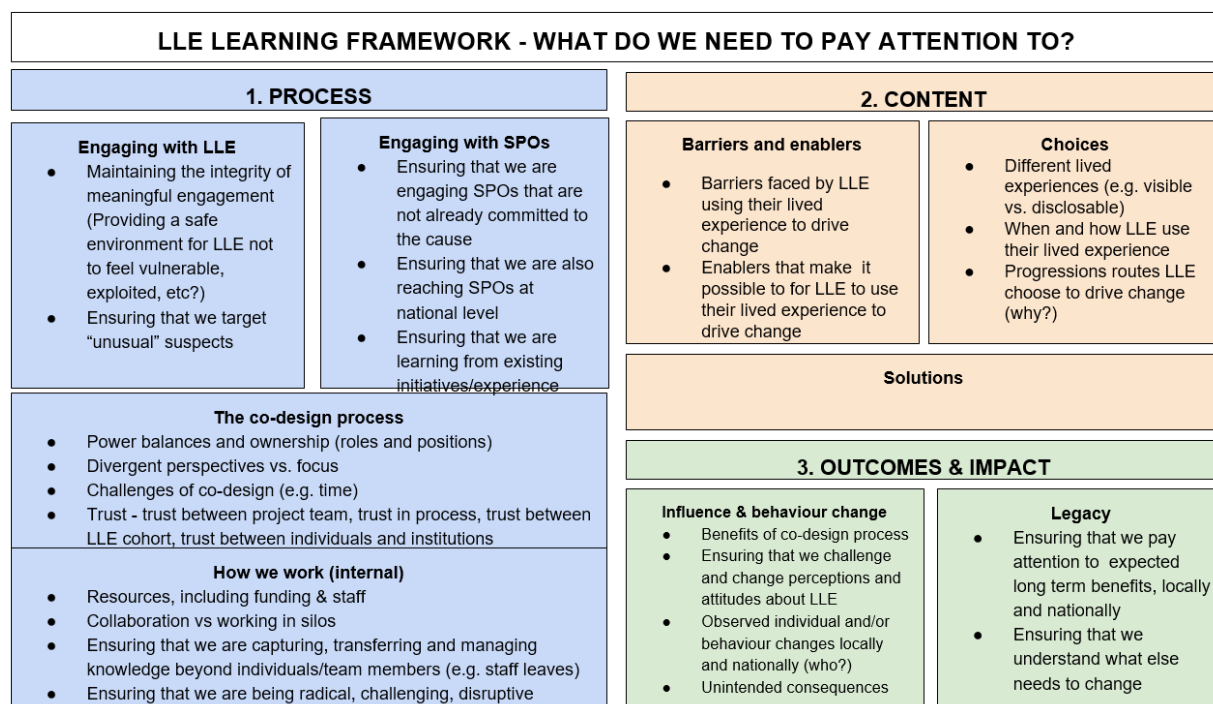 LLE LEARNING FRAMEWORK - WHAT DO WE NEED TO PAY ATTENTION TO?
1. PROCESS
Engaging with LLE
● Maintaining the integrity of
meaningful engagement
(Providing a safe
environment for LLE not
to feel vulnerable,
exploited, etc?)
● Ensuring that we target
“unusual” suspects
Engaging with SPOs
● Ensuring that we are
engaging SPOs that are
not already committed to
the cause
● Ensuring that we are also
reaching SPOs at
national level
● Ensuring that we are
learning from existing
initiatives/experience
The co-design process
● Power balances and ownership (roles and positions)
● Divergent perspectives vs. focus
● Challenges of co-design (e.g. time)
● Trust - trust between project team, trust in process, trust between
LLE cohort, trust between individuals and institutions
How we work (internal)
● Resources, including funding & staff
● Collaboration vs working in silos
● Ensuring that we are capturing, transferring and managing
knowledge beyond individuals/team members (e.g. staff leaves)
● Ensuring that we are being radical, challenging, disruptive
2. CONTENT
Barriers and enablers
● Barriers faced by LLE
using their lived
experience to drive
change
● Enablers that make it
possible to for LLE to use
their lived experience to
drive change
Choices
● Different lived
experiences (e.g. visible
vs. disclosable)
● When and how LLE use
their lived experience
● Progressions routes LLE
choose to drive change
(why?)
Solutions
3. OUTCOMES & IMPACT
Influence & behaviour change
● Benefits of co-design process
● Ensuring that we challenge
and change perceptions and
attitudes about LLE
● Observed individual and/or
behaviour changes locally
and nationally (who?)
● Unintended consequences
Legacy
● Ensuring that we pay
attention to expected
long term benefits, locally
and nationally
● Ensuring that we
understand what else
needs to change